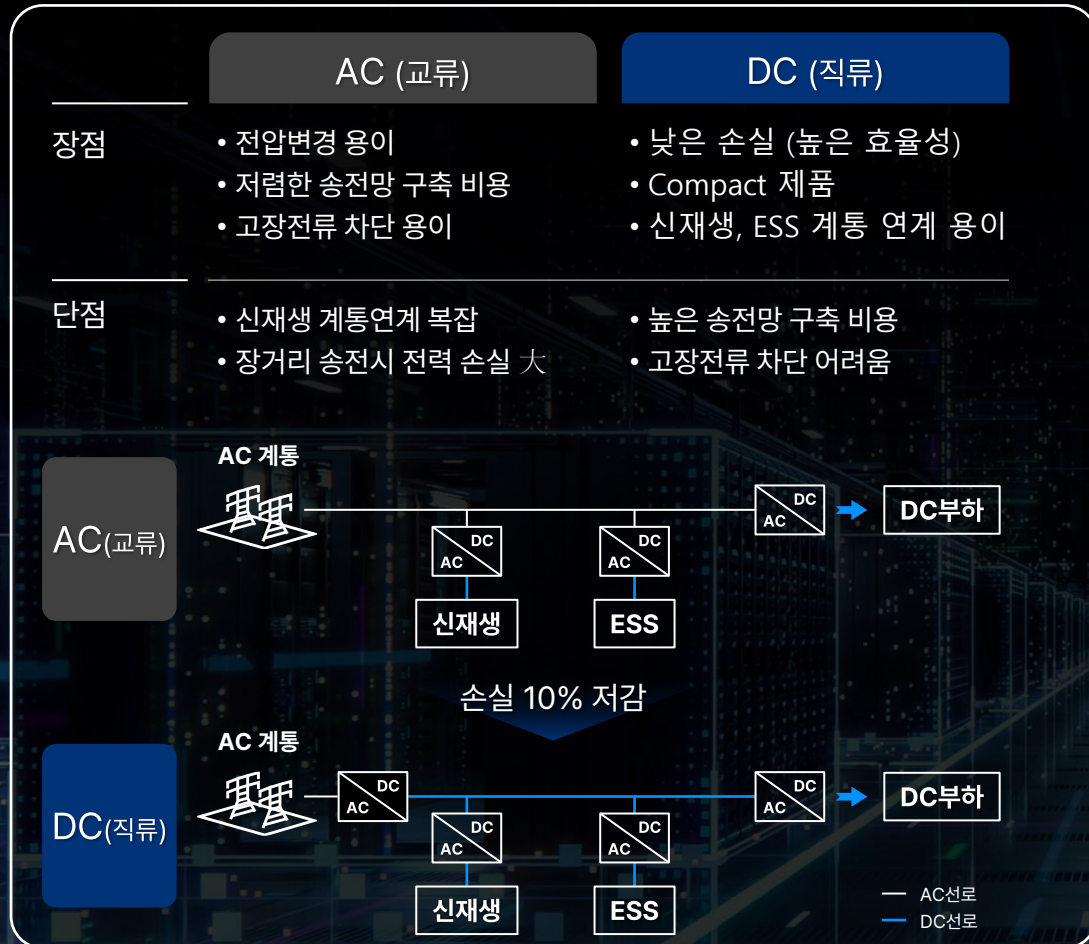 AC (교류)
DC (직류)
장점
• 전압변경 용이
• 저렴한 송전망 구축 비용
• 고장전류 차단 용이
• 낮은 손실 (높은 효율성)
• Compact 제품
• 신재생, ESS 계통 연계 용이
단점
• 신재생 계통연계 복잡
• 장거리 송전시 전력 손실 大
• 높은 송전망 구축 비용
• 고장전류 차단 어려움
AC(교류)
AC 계통
DC
AC
신재생
DC
AC
ESS
DC
AC
DC부하
손실 10% 저감
DC(직류)
AC 계통
DC
AC
DC
AC
신재생
DC
AC
ESS
DC
AC
DC부하
AC선로
DC선로